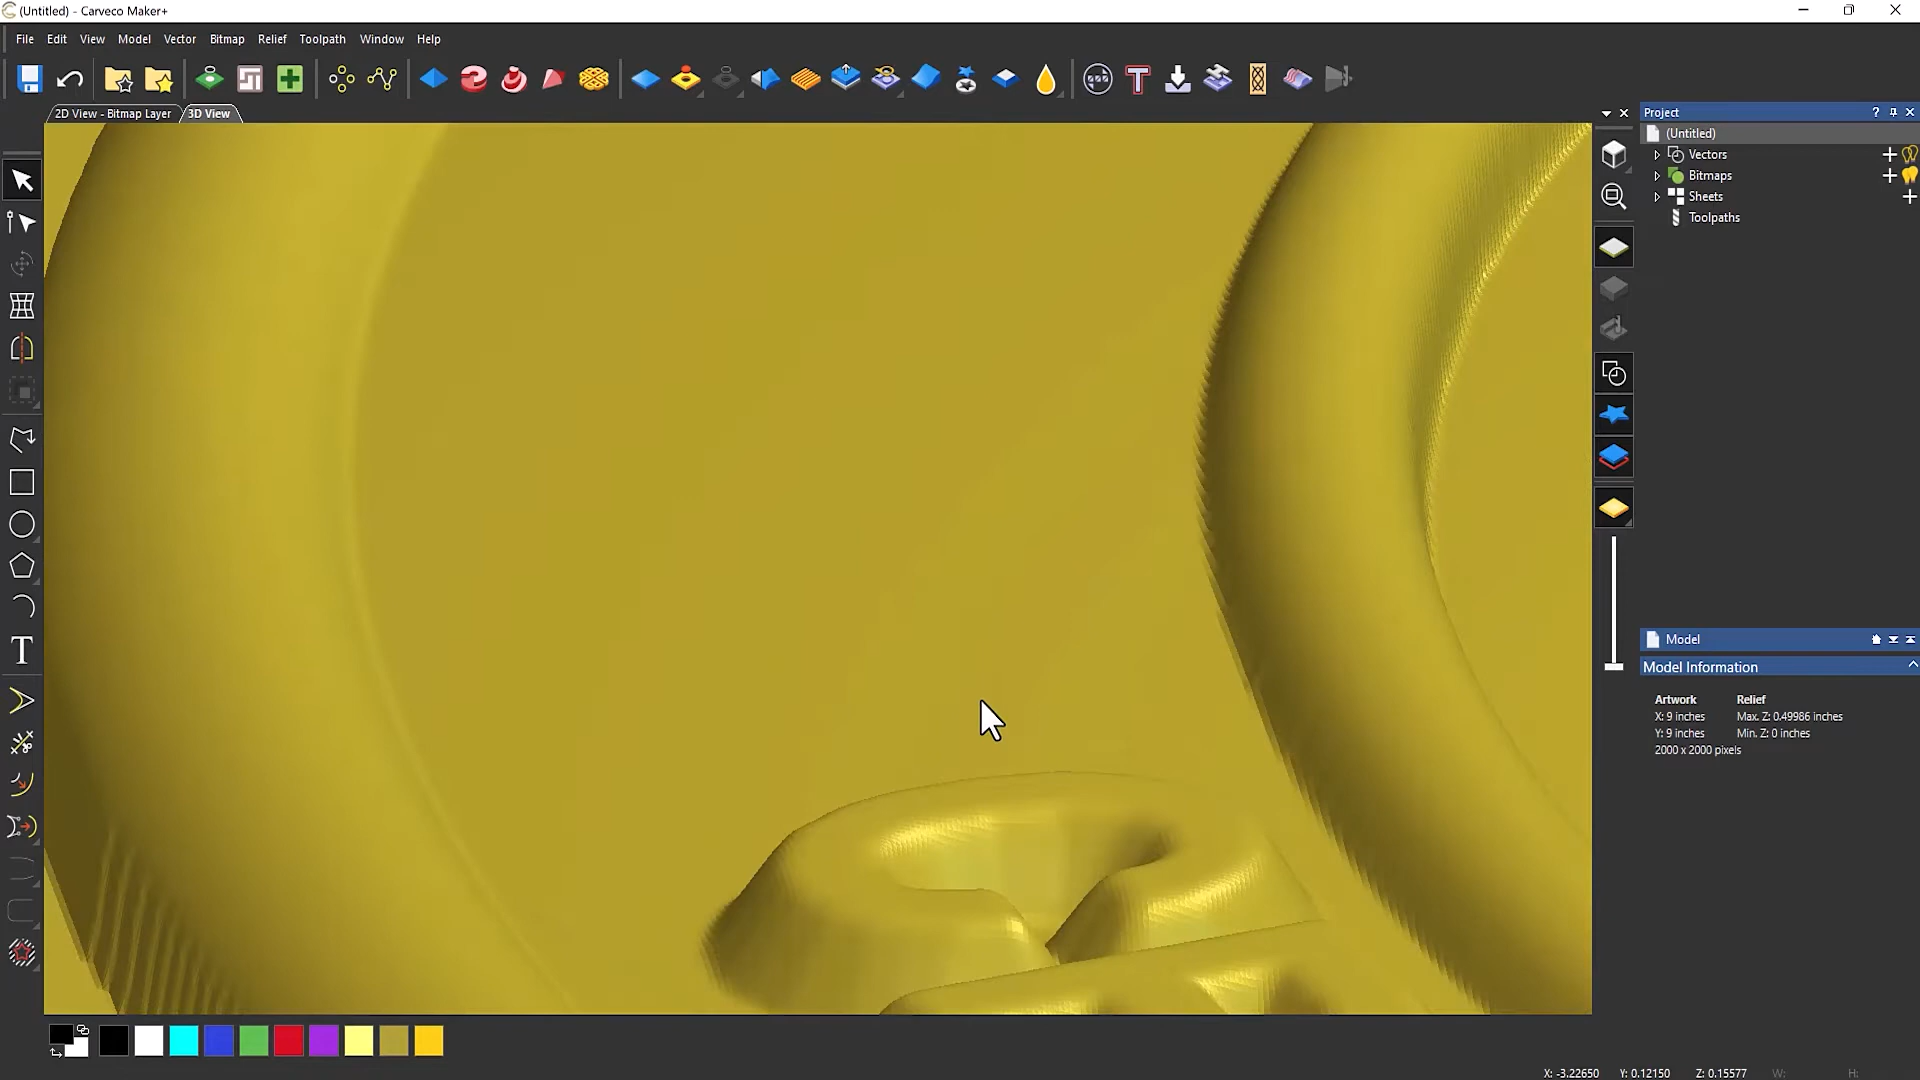 (Untitled) - Carveco Maker+
File Edit View Model Vector Bitmap Relief Toolpath Window Help
2D View - Bitmap Layer 3D View
Project
(Untitled)
Vectors
Bitmaps
Sheets
Toolpaths
Model
Model Information
Artwork Relief
X: 9 inches Max. Z: 0.49986 inches
Y: 9 inches Min. Z: 0 inches
2000 x 2000 pixels
X: -3.22650 Y: 0.12150 Z: 0.15577 W: H: